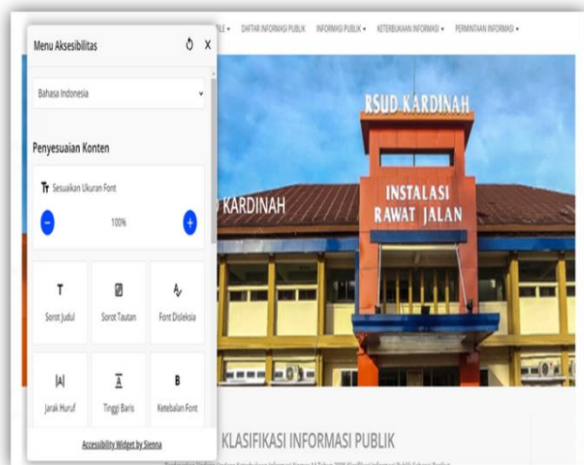 Menu Aksesibilitas
DAFTAR INFORMASI PUBLIK INFORMASI PUBLIK KETERBUKAAN INFORMASI PERMINTAAN INFORMASI
Bahasa Indonesia
Penyesuaian Konten
Sesuaikan Ukuran Font
100%
Sorot Judul
Sorot Tautan
Font Disleksia
Jarak Huruf
Tinggi Baris
Ketebalan Font
Accessibility Widget by Sienna
KARDINAH
RSUD KARDINAH
INSTALASI
RAWAT JALAN
KLASIFIKASI INFORMASI PUBLIK